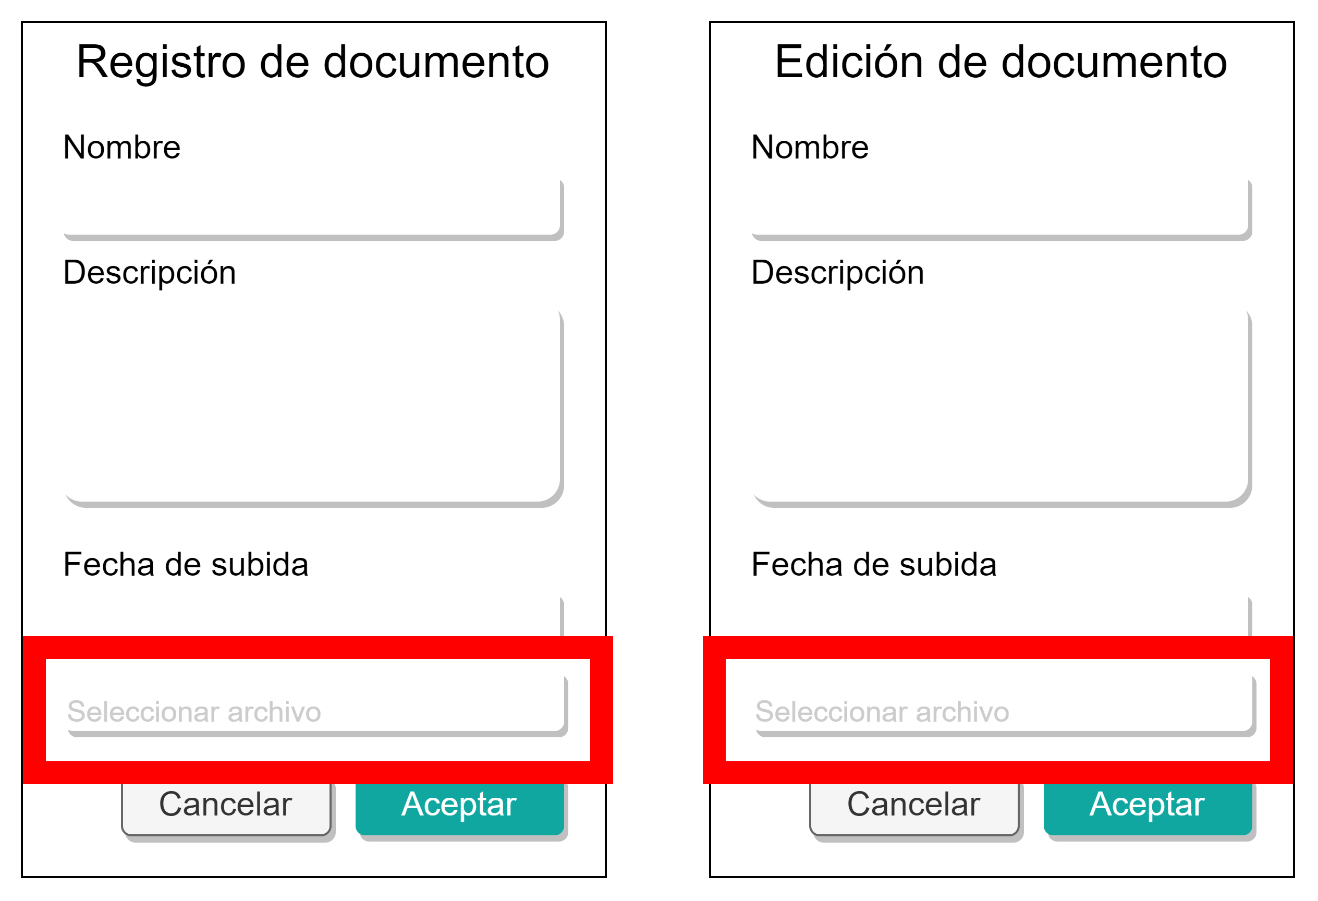 Registro de documento
Nombre
Descripción
Fecha de subida
Seleccionar archivo
Cancelar
Aceptar
Edición de documento
Nombre
Descripción
Fecha de subida
Seleccionar archivo
Cancelar
Aceptar